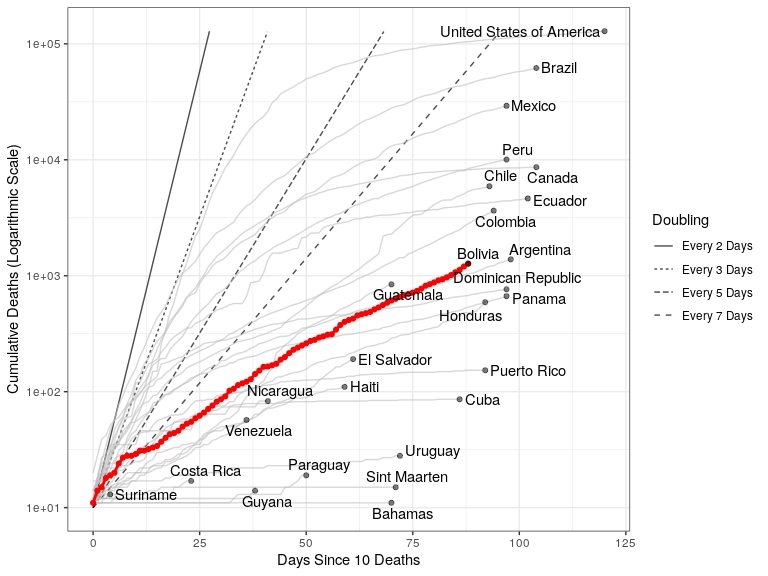 United States of America
1e+05
Brazil
Mexico
Peru
1e+04
Chile
Canada
Ecuador
Colombia
Doubling
Every 2 Days
Every 3 Days
Every 5 Days
Every 7 Days
Bolivia
Argentina
1e+03
Dominican Republic
Guatemala
Panama
Honduras
El Salvador
Puerto Rico
1e+02
Nicaragua
Haiti
Cuba
Venezuela
Uruguay
Costa Rica
Paraguay
Sint Maarten
Suriname
Guyana
1e+01
Bahamas
0
25
50
75
100
125
Days Since 10 Deaths
Cumulative Deaths (Logarithmic Scale)